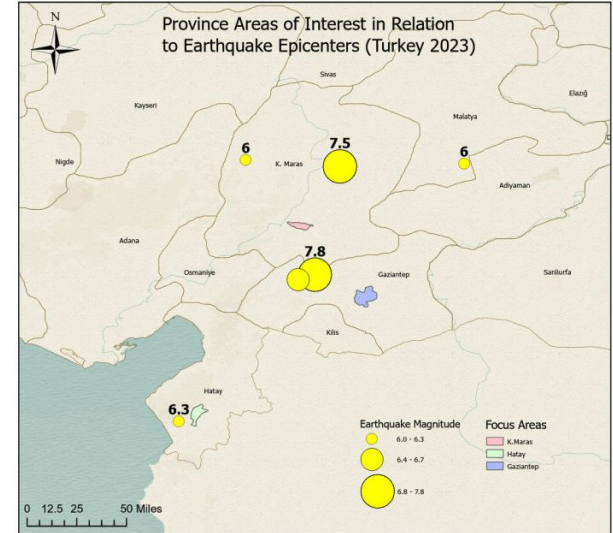 Province Areas of Interest in Relation
to Earthquake Epicenters (Turkey 2023)
N
Sivas
Elazığ
Kayseri
Malatya
7.5
6
6
Nigde
K. Maras
Adiyaman
Adana
7.8
Osmaniye
Gaziantep
Sanliurfa
Kilis
Hatay
6.3
Earthquake Magnitude
6.0 - 6.3
6.4 - 6.7
6.8 - 7.8
Focus Areas
K.Maras
Hatay
Gaziantep
0 12.5 25 50 Miles